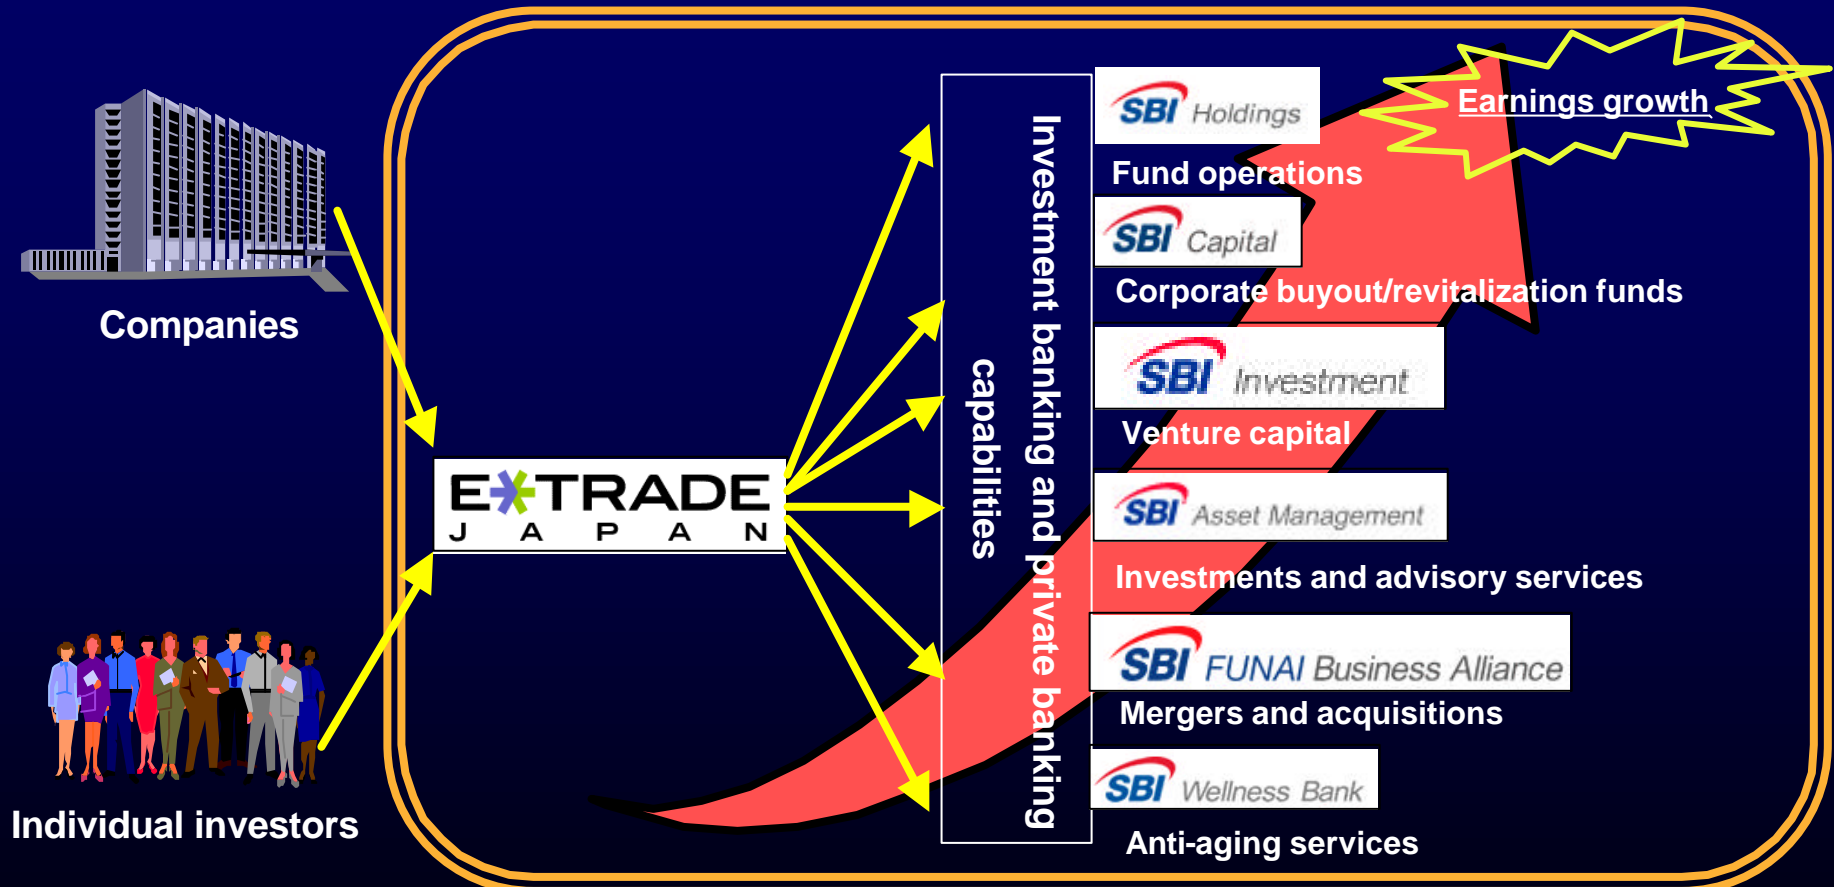 Companies
Individual investors
E*TRADE
JAPAN
Investment banking and private banking
capabilities
SBI Holdings
Fund operations
SBI Capital
Corporate buyout/revitalization funds
SBI Investment
Venture capital
SBI Asset Management
Investments and advisory services
SBI FUNAI Business Alliance
Mergers and acquisitions
SBI Wellness Bank
Anti-aging services
Earnings growth